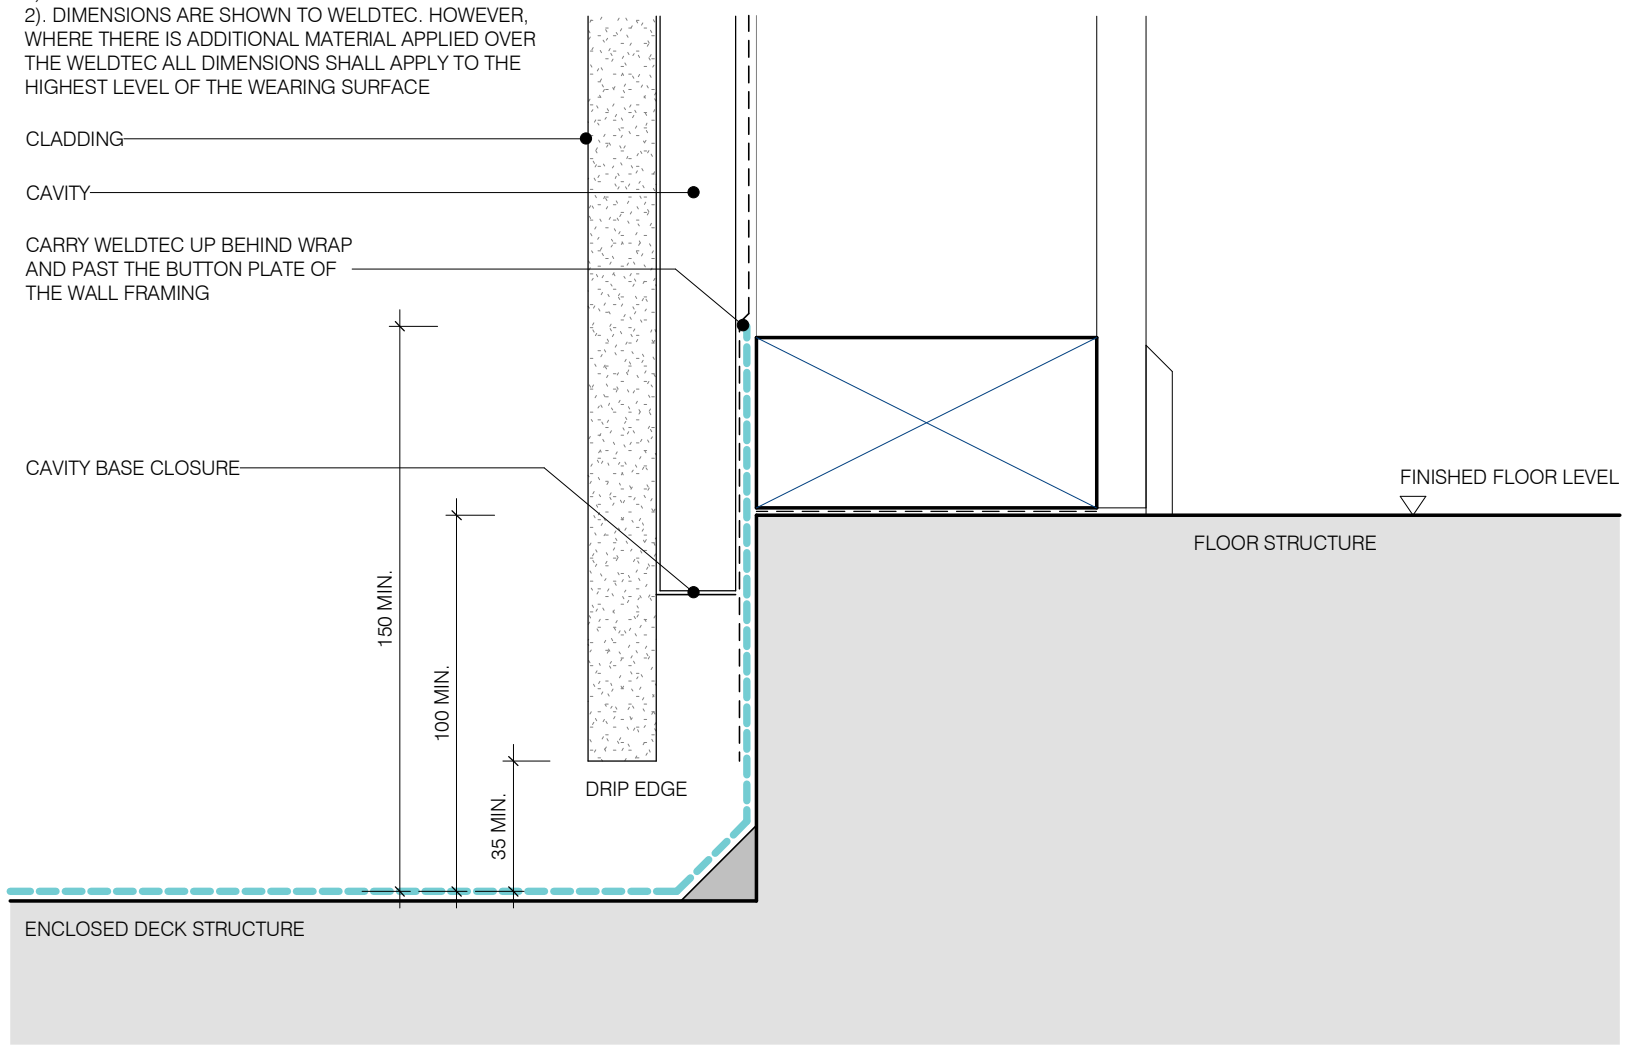 2). DIMENSIONS ARE SHOWN TO WELDTEC. HOWEVER,
WHERE THERE IS ADDITIONAL MATERIAL APPLIED OVER
THE WELDTEC ALL DIMENSIONS SHALL APPLY TO THE
HIGHEST LEVEL OF THE WEARING SURFACE
CLADDING
CAVITY
CARRY WELDTEC UP BEHIND WRAP
AND PAST THE BUTTON PLATE OF
THE WALL FRAMING
CAVITY BASE CLOSURE
FINISHED FLOOR LEVEL
FLOOR STRUCTURE
150 MIN.
100 MIN.
35 MIN.
DRIP EDGE
ENCLOSED DECK STRUCTURE